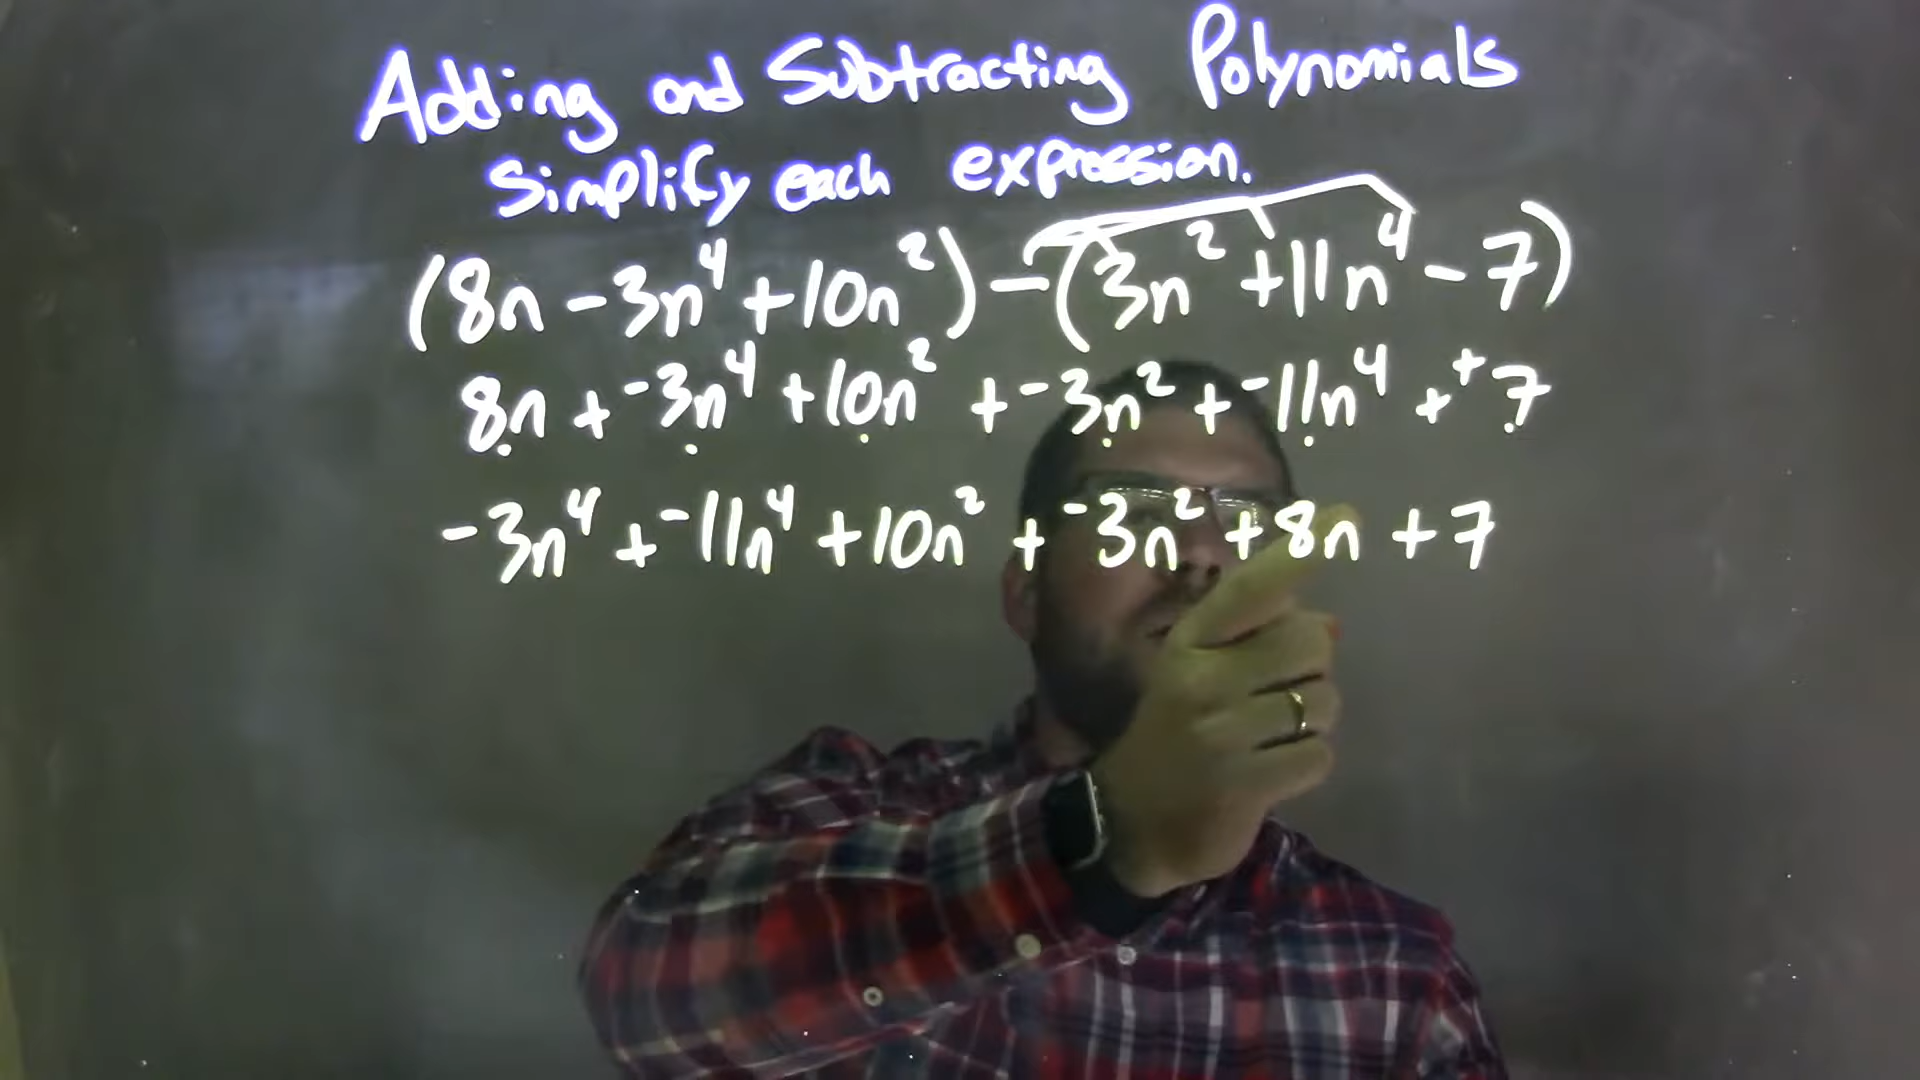 Adding and Subtracting Polynomials
Simplify each expression.
(8n - 3n⁴ + 10n²) - (3n² + 11n⁴ - 7)
8n + ⁻3n⁴ + 10n² + ⁻3n² + ⁻11n⁴ + ⁺7
⁻3n⁴ + ⁻11n⁴ + 10n² + ⁻3n² + 8n + 7